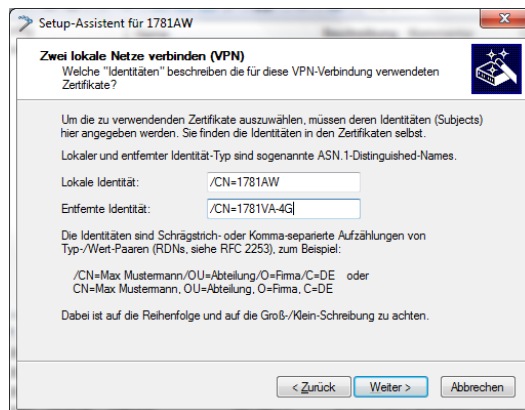 Setup-Assistent für 1781AW
Zwei lokale Netze verbinden (VPN)
Welche "Identitäten" beschreiben die für diese VPN-Verbindung verwendeten
Zertifikate?
Um die zu verwendenden Zertifikate auszuwählen, müssen deren Identitäten (Subjects)
hier angegeben werden. Sie finden die Identitäten in den Zertifikaten selbst.
Lokaler und entfernter Identität-Typ sind sogenannte ASN.1-Distinguished-Names.
Lokale Identität: /CN=1781AW
Entfernte Identität: /CN=1781VA-4G
Die Identitäten sind Schrägstrich- oder Komma-separierte Aufzählungen von
Typ-/Wert-Paaren (RDNs, siehe RFC 2253), zum Beispiel:
/CN=Max Mustermann/OU=Abteilung/O=Firma/C=DE oder
CN=Max Mustermann, OU=Abteilung, O=Firma, C=DE
Dabei ist auf die Reihenfolge und auf die Groß-/Klein-Schreibung zu achten.
< Zurück Weiter > Abbrechen